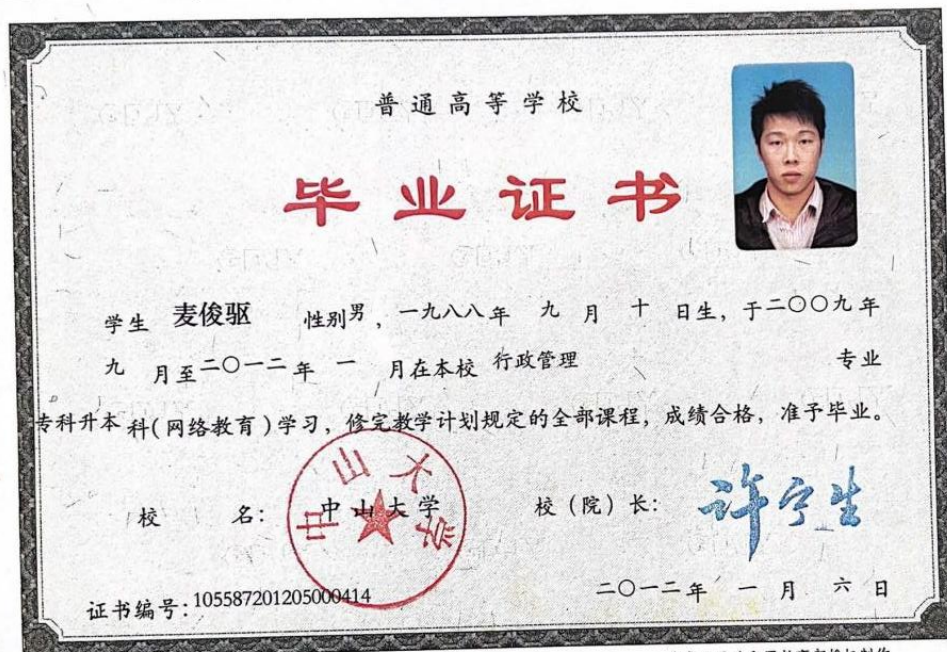 普通高等学校
毕业证书
学生 麦俊驱 性别 男，一九八八年 九 月 十 日生，于二〇〇九年
九 月至二〇一二年 一 月在本校 行政管理 专业
专科升本 科(网络教育)学习，修完教学计划规定的全部课程，成绩合格，准予毕业。
中山大学
校 名：中山大学 校（院）长：许宁生
证书编号：105587201205000414 二〇一二年 一 月 六 日